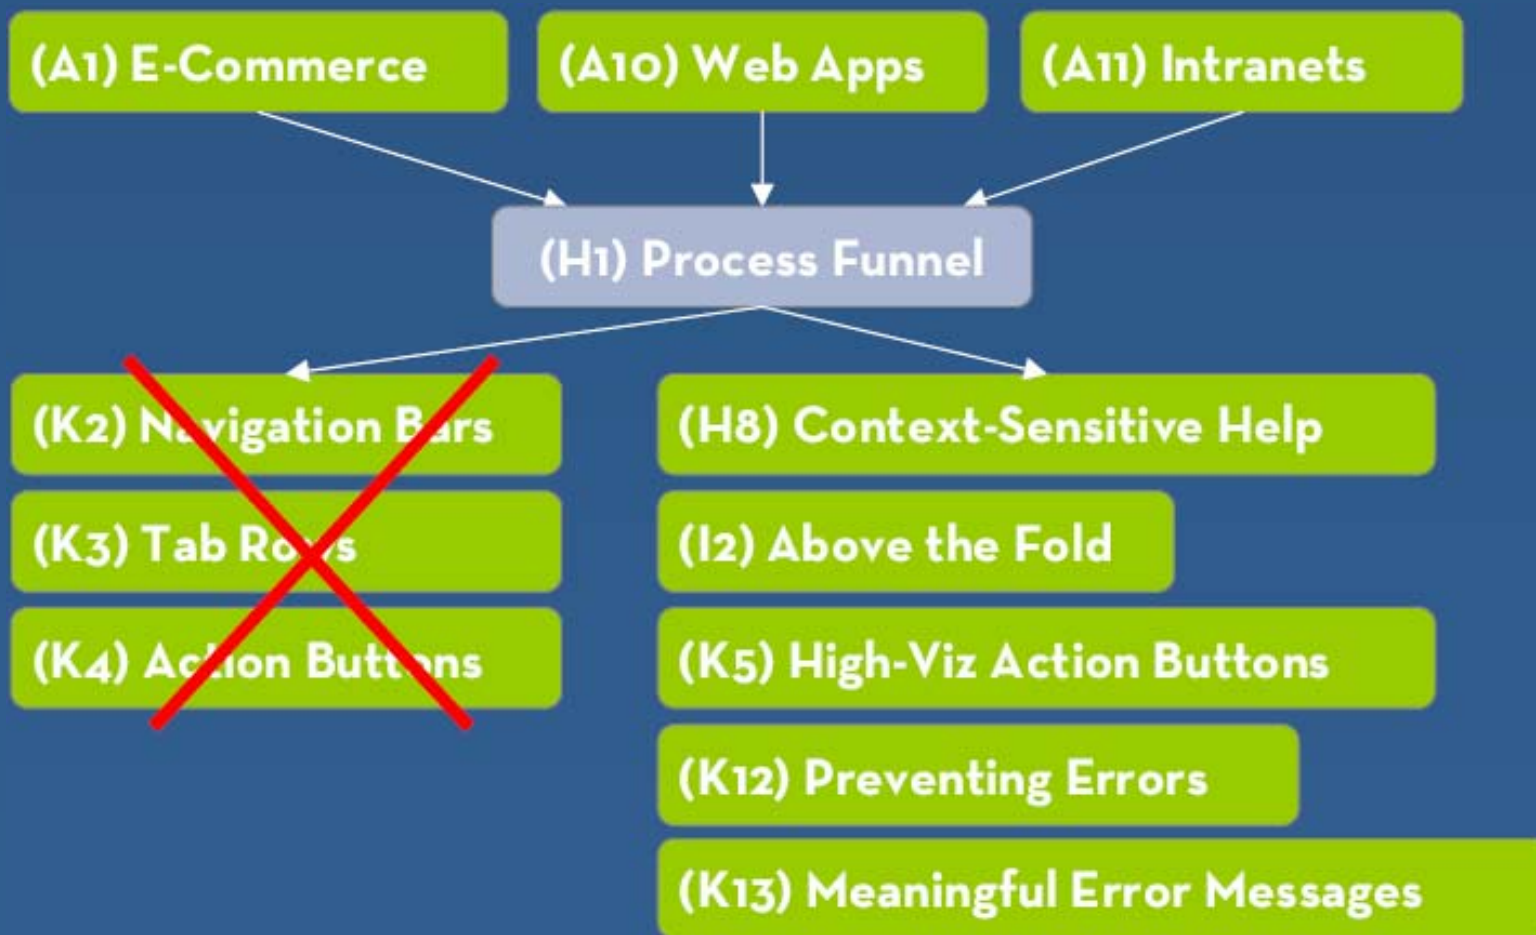 (A1) E-Commerce
(A10) Web Apps
(A11) Intranets
(H1) Process Funnel
(K2) Navigation Bars
(K3) Tab Rows
(K4) Action Buttons
(H8) Context-Sensitive Help
(I2) Above the Fold
(K5) High-Viz Action Buttons
(K12) Preventing Errors
(K13) Meaningful Error Messages